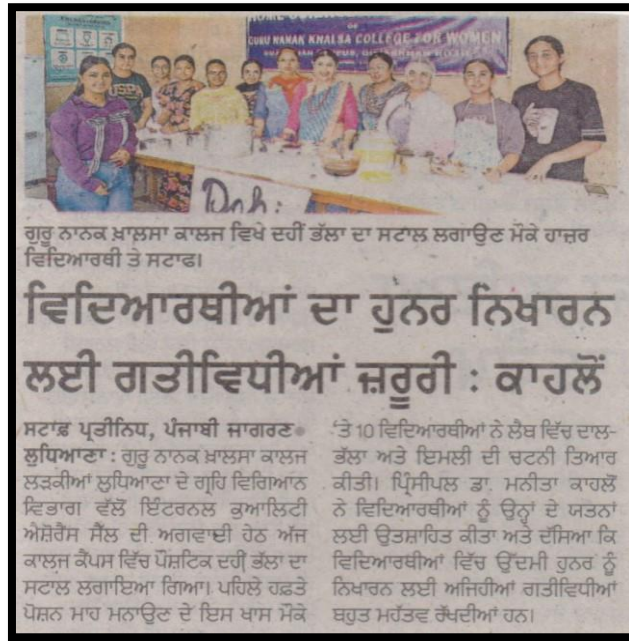 OF
GURU NANAK KHALSA COLLEGE FOR WOMEN
USPA
Dah:
ਗੁਰੂ ਨਾਨਕ ਖ਼ਾਲਸਾ ਕਾਲਜ ਵਿਖੇ ਦਹੀਂ ਭੱਲਾ ਦਾ ਸਟਾਲ ਲਗਾਉਣ ਮੌਕੇ ਹਾਜ਼ਰ
ਵਿਦਿਆਰਥੀ ਤੇ ਸਟਾਫ।
ਵਿਦਿਆਰਥੀਆਂ ਦਾ ਹੁਨਰ ਨਿਖਾਰਨ
ਲਈ ਗਤੀਵਿਧੀਆਂ ਜ਼ਰੂਰੀ : ਕਾਹਲੋਂ
ਸਟਾਫ਼ ਪ੍ਰਤੀਨਿਧ, ਪੰਜਾਬੀ ਜਾਗਰਣ●
ਲੁਧਿਆਣਾ : ਗੁਰੂ ਨਾਨਕ ਖ਼ਾਲਸਾ ਕਾਲਜ
ਲੜਕੀਆਂ ਲੁਧਿਆਣਾ ਦੇ ਗ੍ਰਹਿ ਵਿਗਿਆਨ
ਵਿਭਾਗ ਵੱਲੋਂ ਇੰਟਰਨਲ ਕੁਆਲਿਟੀ
ਐਸ਼ੋਰੈਂਸ ਸੈੱਲ ਦੀ ਅਗਵਾਈ ਹੇਠ ਅੱਜ
ਕਾਲਜ ਕੈਂਪਸ ਵਿੱਚ ਪੌਸ਼ਟਿਕ ਦਹੀਂ ਭੱਲਾ ਦਾ
ਸਟਾਲ ਲਗਾਇਆ ਗਿਆ। ਪਹਿਲੇ ਹਫ਼ਤੇ
ਪੋਸ਼ਨ ਮਾਹ ਮਨਾਉਣ ਦੇ ਇਸ ਖਾਸ ਮੌਕੇ
'ਤੇ 10 ਵਿਦਿਆਰਥੀਆਂ ਨੇ ਲੈਬ ਵਿੱਚ ਦਾਲ-
ਭੱਲਾ ਅਤੇ ਇਮਲੀ ਦੀ ਚਟਨੀ ਤਿਆਰ
ਕੀਤੀ। ਪ੍ਰਿੰਸੀਪਲ ਡਾ. ਮਨੀਤਾ ਕਾਹਲੋਂ
ਨੇ ਵਿਦਿਆਰਥੀਆਂ ਨੂੰ ਉਨ੍ਹਾਂ ਦੇ ਯਤਨਾਂ
ਲਈ ਉਤਸ਼ਾਹਿਤ ਕੀਤਾ ਅਤੇ ਦੱਸਿਆ ਕਿ
ਵਿਦਿਆਰਥੀਆਂ ਵਿੱਚ ਉੱਦਮੀ ਹੁਨਰ ਨੂੰ
ਨਿਖਾਰਨ ਲਈ ਅਜਿਹੀਆਂ ਗਤੀਵਿਧੀਆਂ
ਬਹੁਤ ਮਹੱਤਵ ਰੱਖਦੀਆਂ ਹਨ।